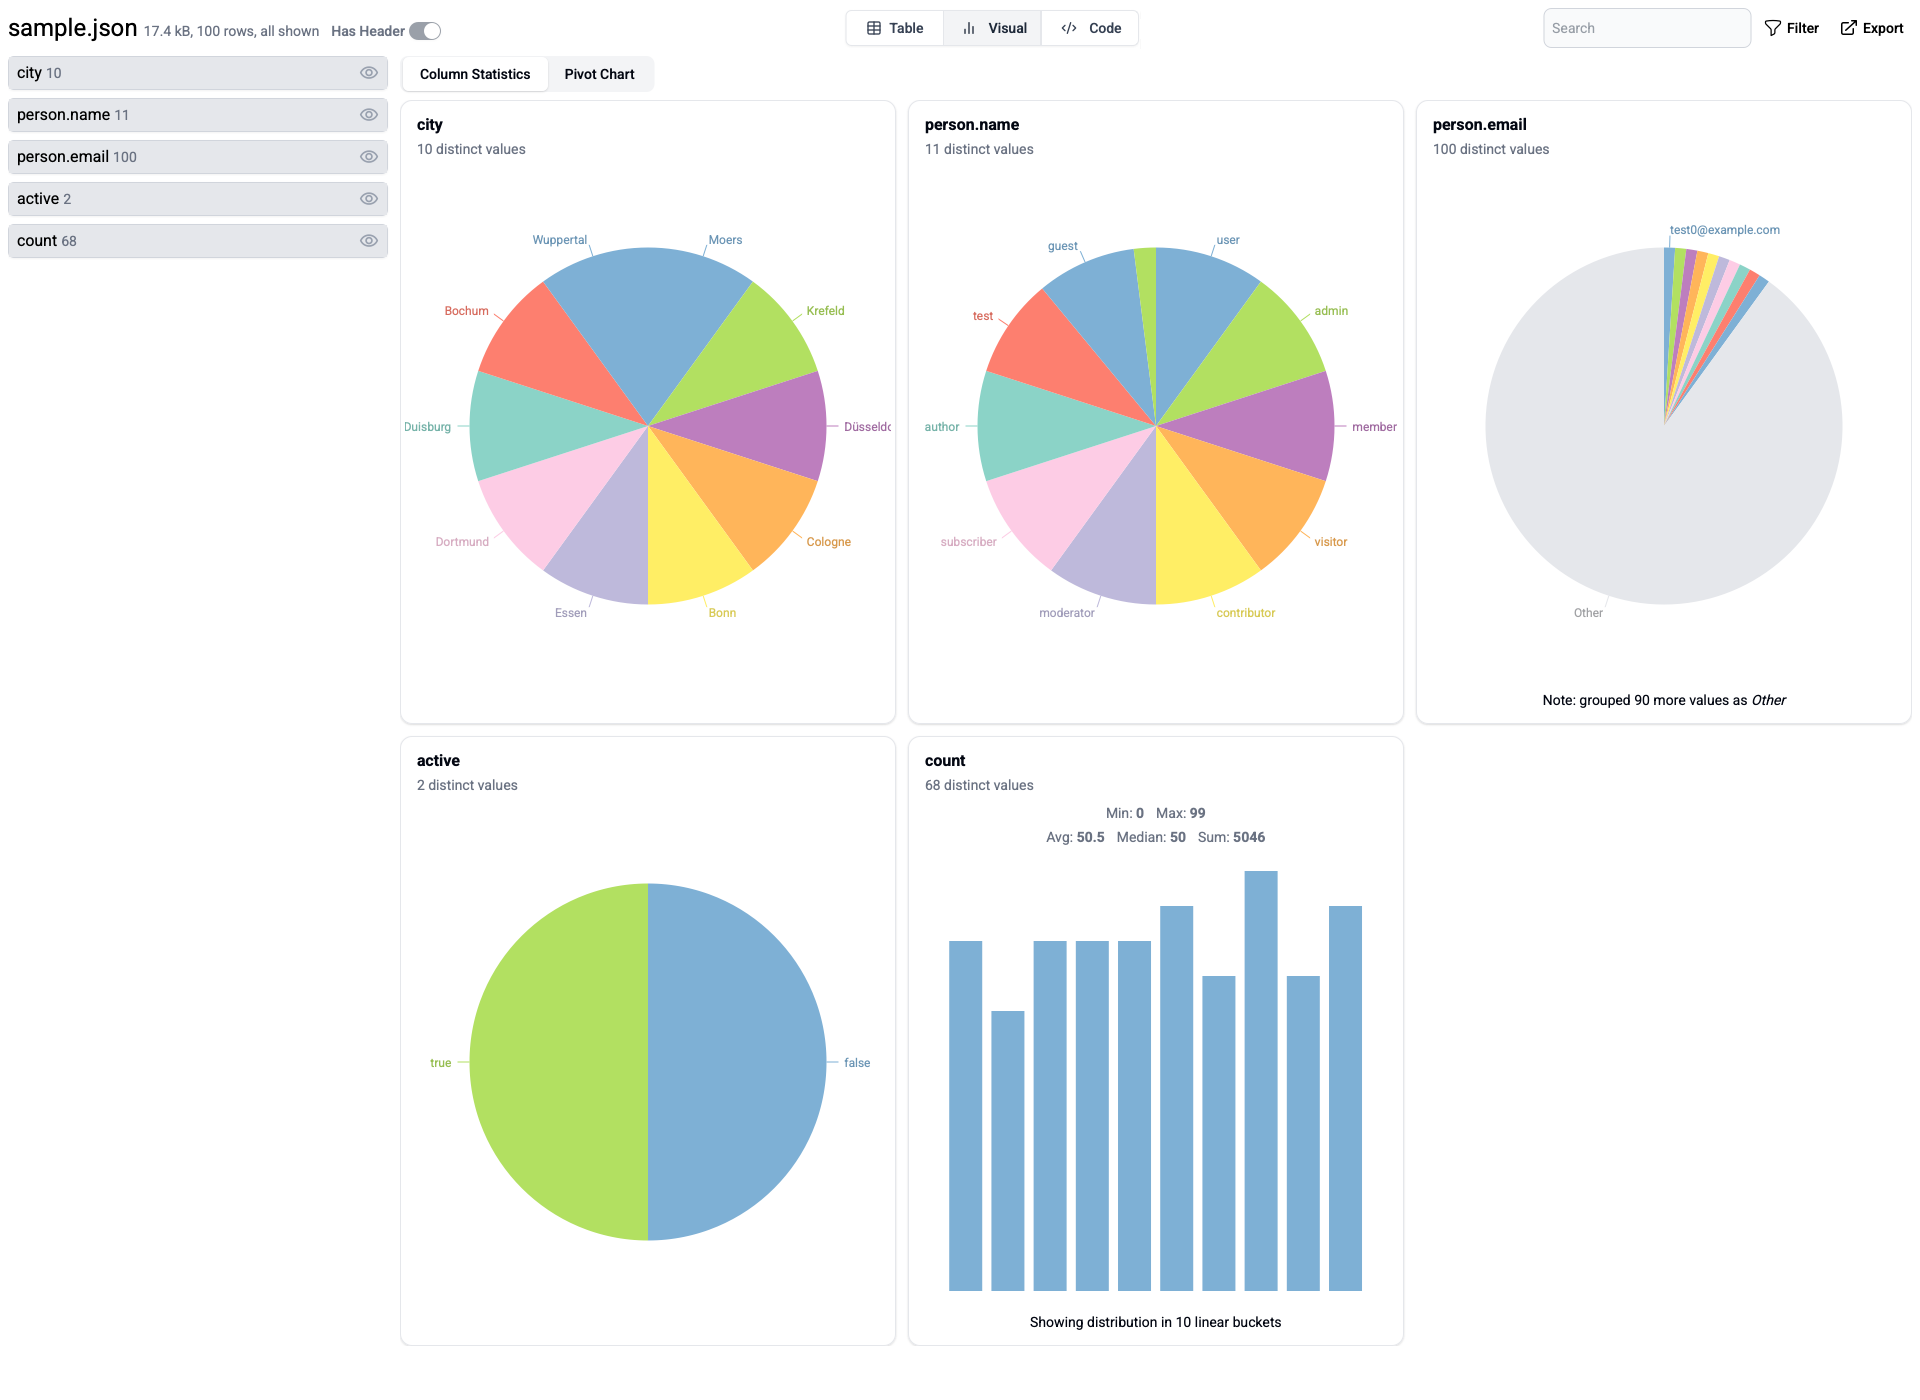 sample.json 17.4 kB, 100 rows, all shown Has Header
Table Visual Code
Search Filter Export
city 10
person.name 11
person.email 100
active 2
count 68
Column Statistics Pivot Chart
city
10 distinct values
Wuppertal Moers
Bochum Krefeld
Duisburg
Dortmund Cologne
Essen Bonn
person.name
11 distinct values
guest user
test admin
author member
subscriber visitor
moderator contributor
person.email
100 distinct values
test0@example.com
Other
Note: grouped 90 more values as Other
active
2 distinct values
true false
count
68 distinct values
Min: 0 Max: 99
Avg: 50.5 Median: 50 Sum: 5046
Showing distribution in 10 linear buckets